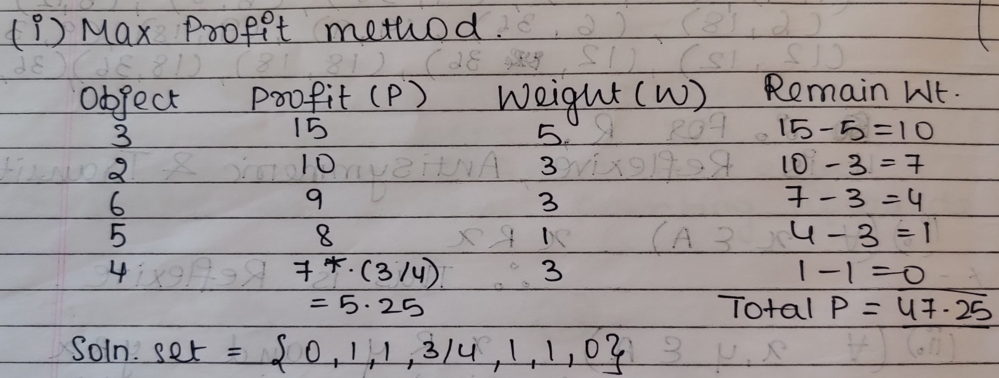 (i) Max Profit method.
Object Profit (P) Weight (W) Remain Wt.
3 15 5 15-5=10
2 10 3 10-3=7
6 9 3 7-3=4
5 8 1 4-3=1
4 7*.(3/4) 3 1-1=0
=5.25 Total P = 47.25
Soln. set = {0,1,1,3/4,1,1,0}